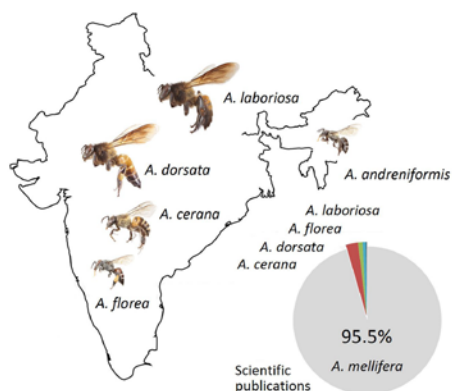 A. laboriosa
A. dorsata
A. andreniformis
A. cerana
A. florea
A. laboriosa
A. florea
A. dorsata
A. cerana
95.5%
A. mellifera
Scientific
publications